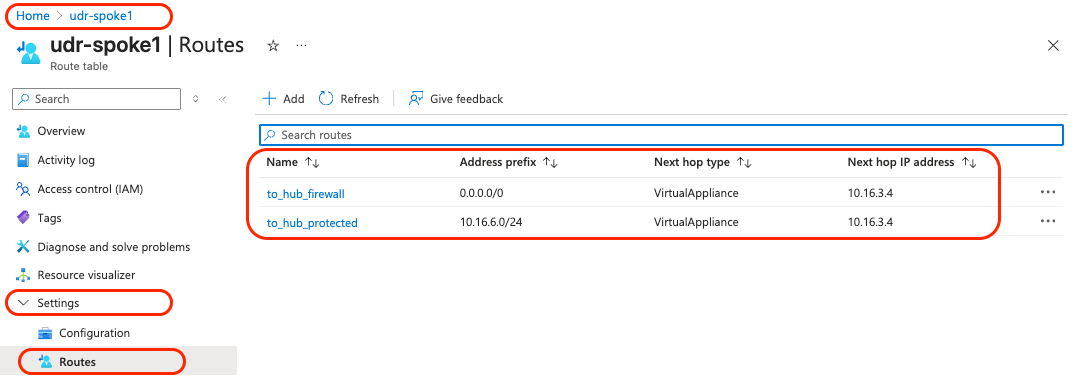 Home > udr-spoke1
udr-spoke1 | Routes
Route table
Search
Add Refresh Give feedback
Search routes
Overview
Activity log
Access control (IAM)
Tags
Diagnose and solve problems
Resource visualizer
Settings
Configuration
Routes
Name Address prefix Next hop type Next hop IP address
to_hub_firewall 0.0.0.0/0 VirtualAppliance 10.16.3.4
to_hub_protected 10.16.6.0/24 VirtualAppliance 10.16.3.4